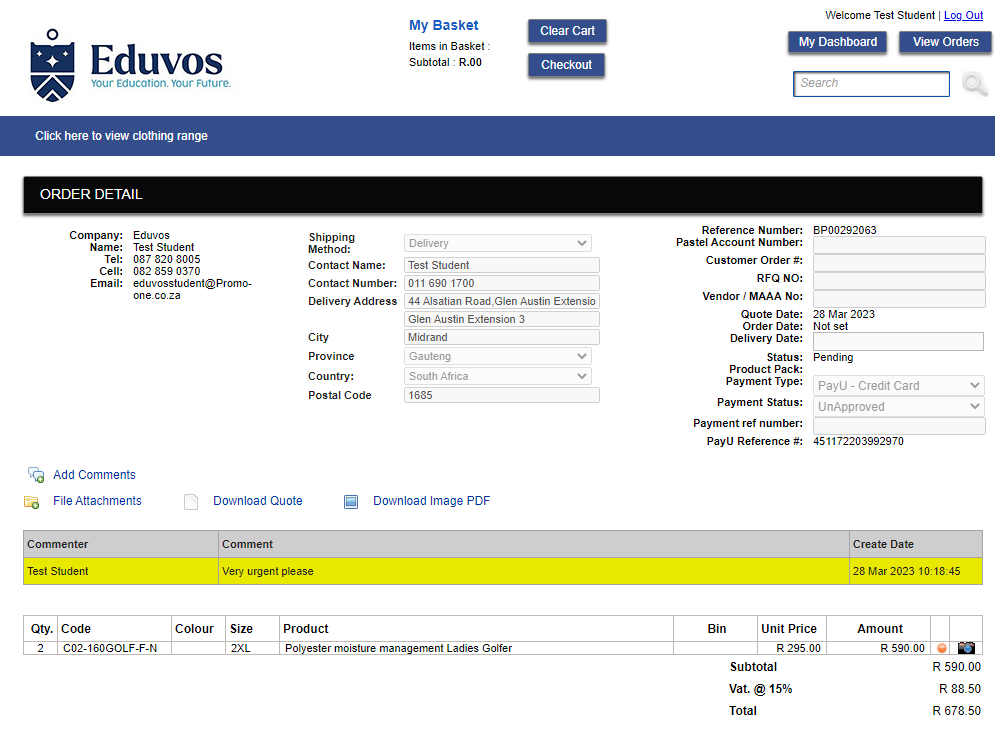 Eduvos
Your Education. Your Future.
My Basket
Items in Basket :
Subtotal : R.00
Clear Cart
Checkout
Welcome Test Student | Log Out
My Dashboard
View Orders
Search
Click here to view clothing range
ORDER DETAIL
Company: Eduvos
Name: Test Student
Tel: 087 820 8005
Cell: 082 859 0370
Email: eduvosstudent@Promo-
one.co.za
Shipping
Method: Delivery
Contact Name: Test Student
Contact Number: 011 690 1700
Delivery Address 44 Alsatian Road,Glen Austin Extensio
Glen Austin Extension 3
City Midrand
Province Gauteng
Country: South Africa
Postal Code 1685
Reference Number: BP00292063
Pastel Account Number:
Customer Order #:
RFQ NO:
Vendor / MAAA No:
Quote Date: 28 Mar 2023
Order Date: Not set
Delivery Date:
Status: Pending
Product Pack:
Payment Type: PayU - Credit Card
Payment Status: UnApproved
Payment ref number:
PayU Reference #: 451172203992970
Add Comments
File Attachments Download Quote Download Image PDF
Commenter Comment Create Date
Test Student Very urgent please 28 Mar 2023 10:18:45
Qty. Code Colour Size Product Bin Unit Price Amount
2 C02-160GOLF-F-N 2XL Polyester moisture management Ladies Golfer R 295.00 R 590.00
Subtotal R 590.00
Vat. @ 15% R 88.50
Total R 678.50